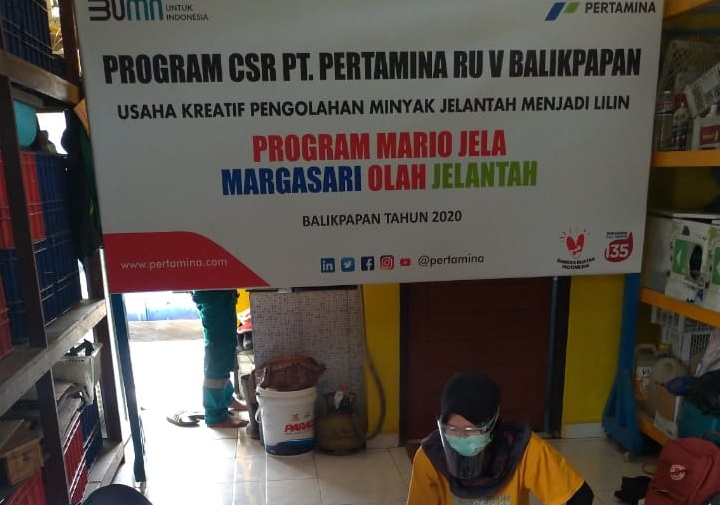 BUMN UNTUK INDONESIA
PERTAMINA
PROGRAM CSR PT. PERTAMINA RU V BALIKPAPAN
USAHA KREATIF PENGOLAHAN MINYAK JELANTAH MENJADI LILIN
PROGRAM MARIO JELA
MARGASARI OLAH JELANTAH
BALIKPAPAN TAHUN 2020
www.pertamina.com
@pertamina
135